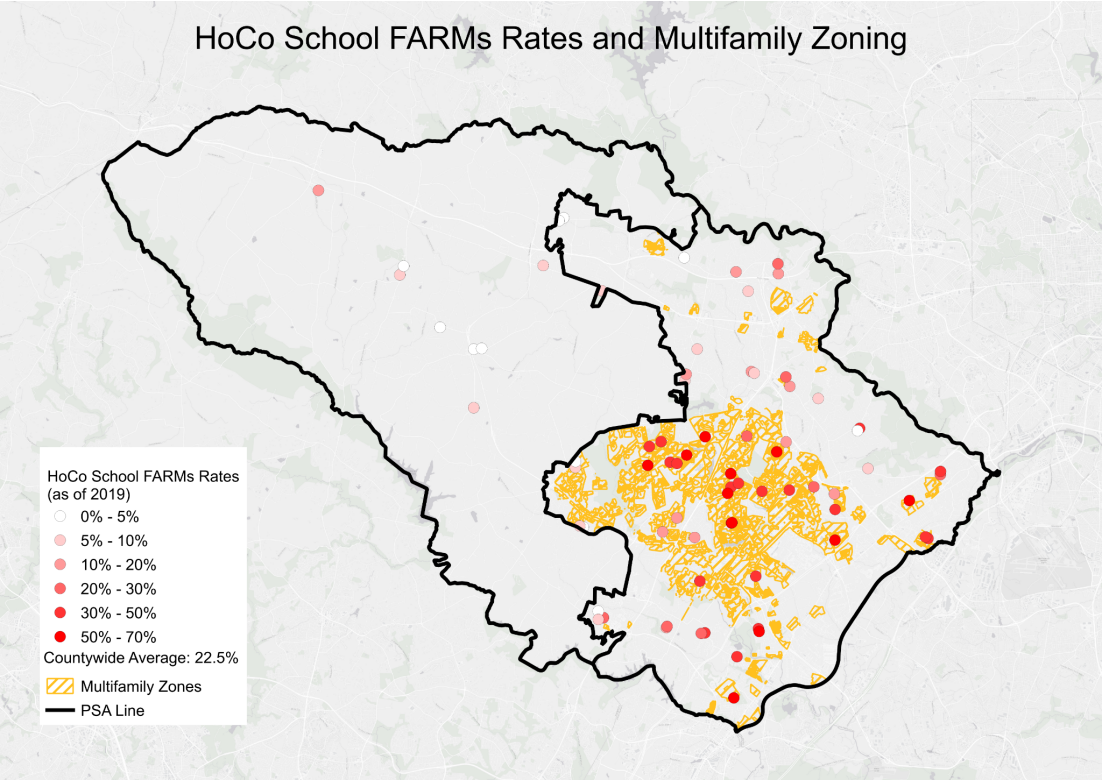 HoCo School FARMs Rates and Multifamily Zoning
HoCo School FARMs Rates
(as of 2019)
0% - 5%
5% - 10%
10% - 20%
20% - 30%
30% - 50%
50% - 70%
Countywide Average: 22.5%
Multifamily Zones
PSA Line